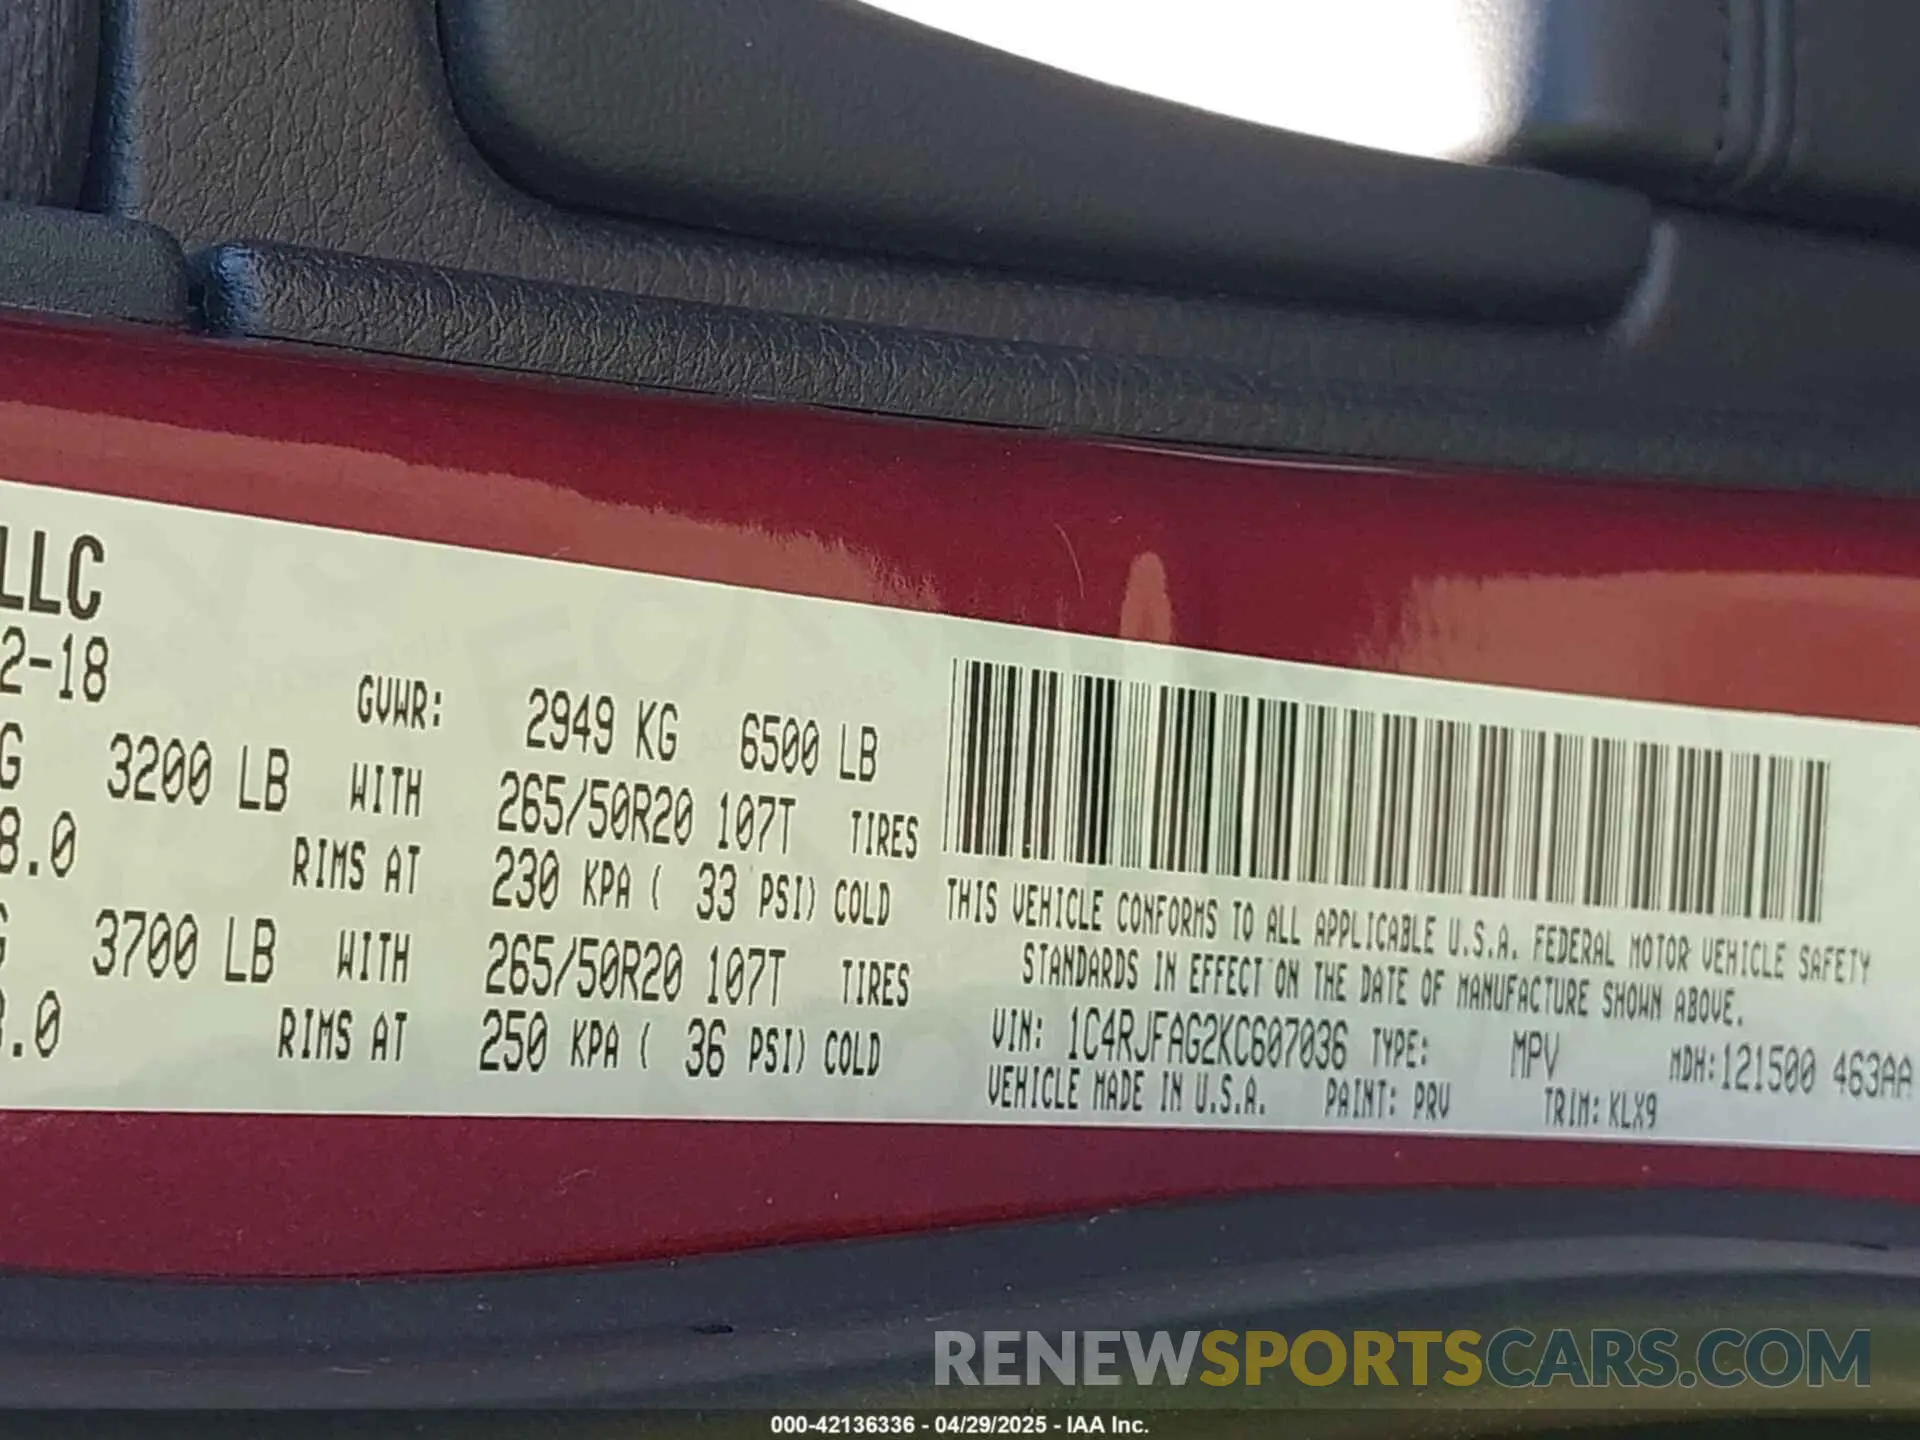 LLC
2-18
GVWR: 2949 KG 6500 LB
G 3200 LB WITH 265/50R20 107T TIRES
8.0 RIMS AT 230 KPA ( 33 PSI) COLD
G 3700 LB WITH 265/50R20 107T TIRES
8.0 RIMS AT 250 KPA ( 36 PSI) COLD
THIS VEHICLE CONFORMS TO ALL APPLICABLE U.S.A. FEDERAL MOTOR VEHICLE SAFETY
STANDARDS IN EFFECT ON THE DATE OF MANUFACTURE SHOWN ABOVE.
VIN: 1C4RJFAG2KC607036 TYPE: MPV MDH:121500 463AA
VEHICLE MADE IN U.S.A. PAINT: PRV TRIM: KLX9
RENEWSPORTSCARS.COM
000-42136336 - 04/29/2025 - IAA Inc.